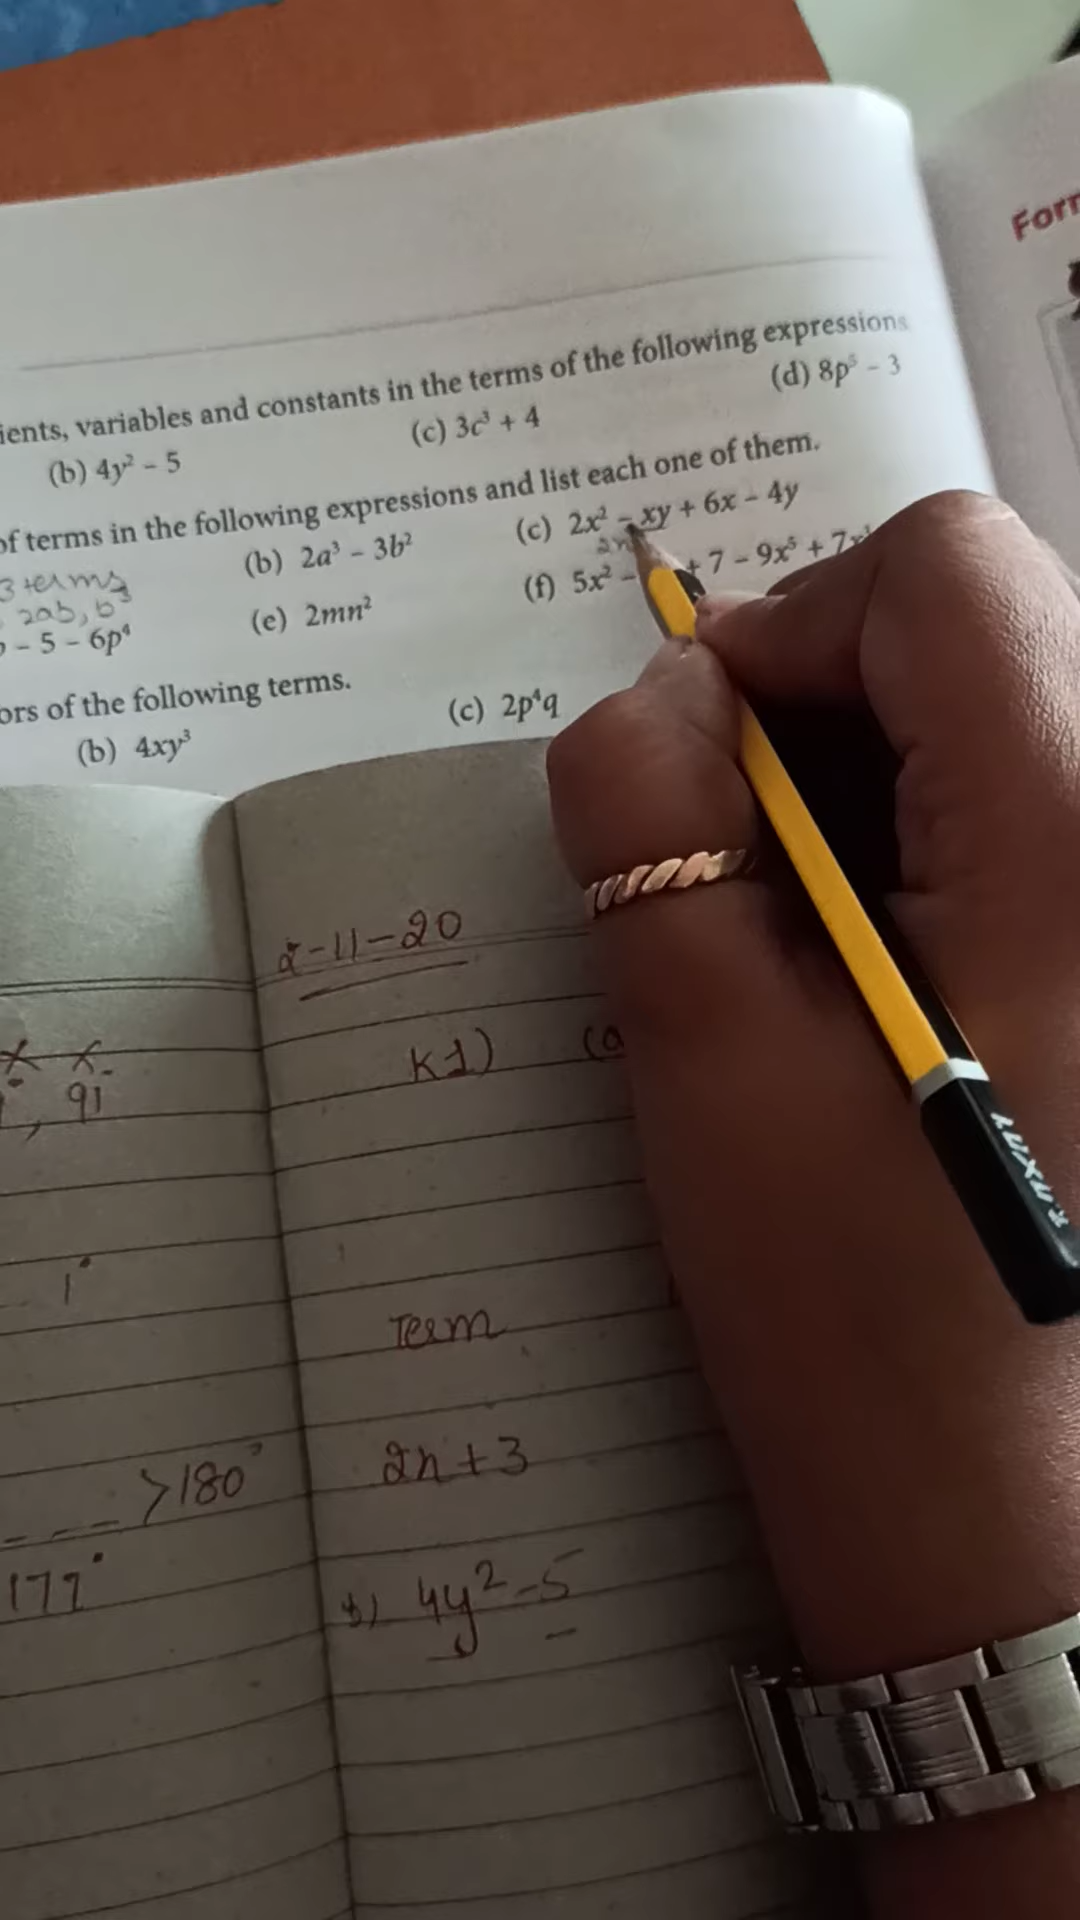 Forr
ients, variables and constants in the terms of the following expressions
(b) 4y² - 5 (c) 3c³ + 4 (d) 8p⁵ - 3
of terms in the following expressions and list each one of them.
(b) 2a³ - 3b² (c) 2x² - xy + 6x - 4y
3 terms
2ab, b³
- 5 - 6p⁴ (e) 2mn² (f) 5x² - + 7 - 9x⁵ + 7x
ors of the following terms.
(b) 4xy³ (c) 2p⁴q
2-11-20
K1) (a
, 91
1°
Term
2x + 3
>180°
177°
b) 4y² - 5
LUXOR